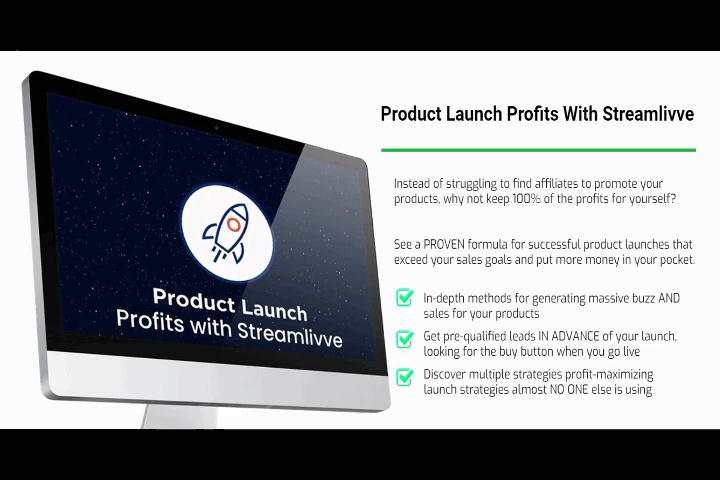 Product Launch Profits With Streamlivve
Instead of struggling to find affiliates to promote your
products, why not keep 100% of the profits for yourself?
See a PROVEN formula for successful product launches that
exceed your sales goals and put more money in your pocket.
In-depth methods for generating massive buzz AND
sales for your products
Get pre-qualified leads IN ADVANCE of your launch,
looking for the buy button when you go live
Discover multiple strategies profit-maximizing
launch strategies almost NO ONE else is using
Product Launch
Profits with Streamlivve